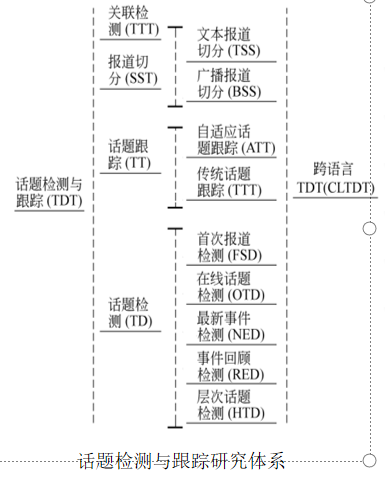 关联检
测 (TTT)
报道切
分 (SST)
文本报道
切分 (TSS)
广播报道
切分 (BSS)
话题检测与
跟踪 (TDT)
话题跟
踪 (TT)
自适应话
题跟踪 (ATT)
传统话题
跟踪 (TTT)
跨语言
TDT(CLTDT)
话题检
测 (TD)
首次报道
检测 (FSD)
在线话题
检测 (OTD)
最新事件
检测 (NED)
事件回顾
检测 (RED)
层次话题
检测 (HTD)
话题检测与跟踪研究体系